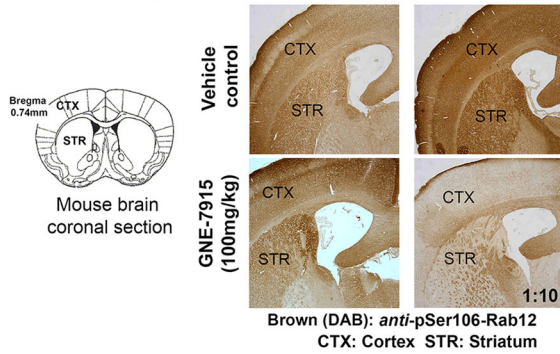 Bregma
0.74mm
CTX
STR
Mouse brain
coronal section
Vehicle
control
CTX
STR
CTX
STR
GNE-7915
(100mg/kg)
CTX
STR
CTX
STR
1:10
Brown (DAB): anti-pSer106-Rab12
CTX: Cortex STR: Striatum